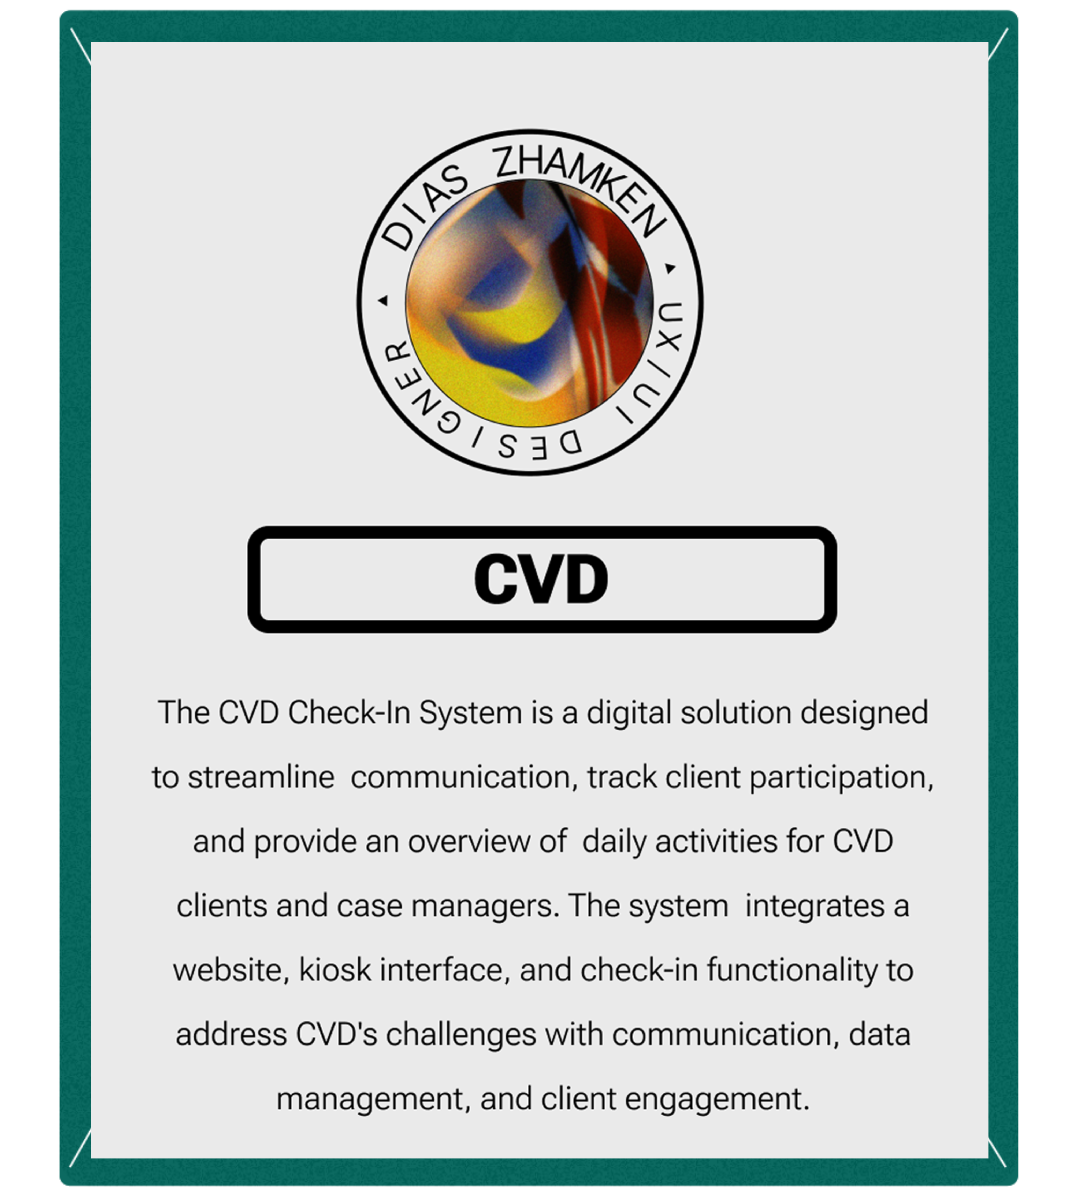 DIAS ZHAMKEN
UX/UI DESIGNER
CVD
The CVD Check-In System is a digital solution designed
to streamline communication, track client participation,
and provide an overview of daily activities for CVD
clients and case managers. The system integrates a
website, kiosk interface, and check-in functionality to
address CVD's challenges with communication, data
management, and client engagement.